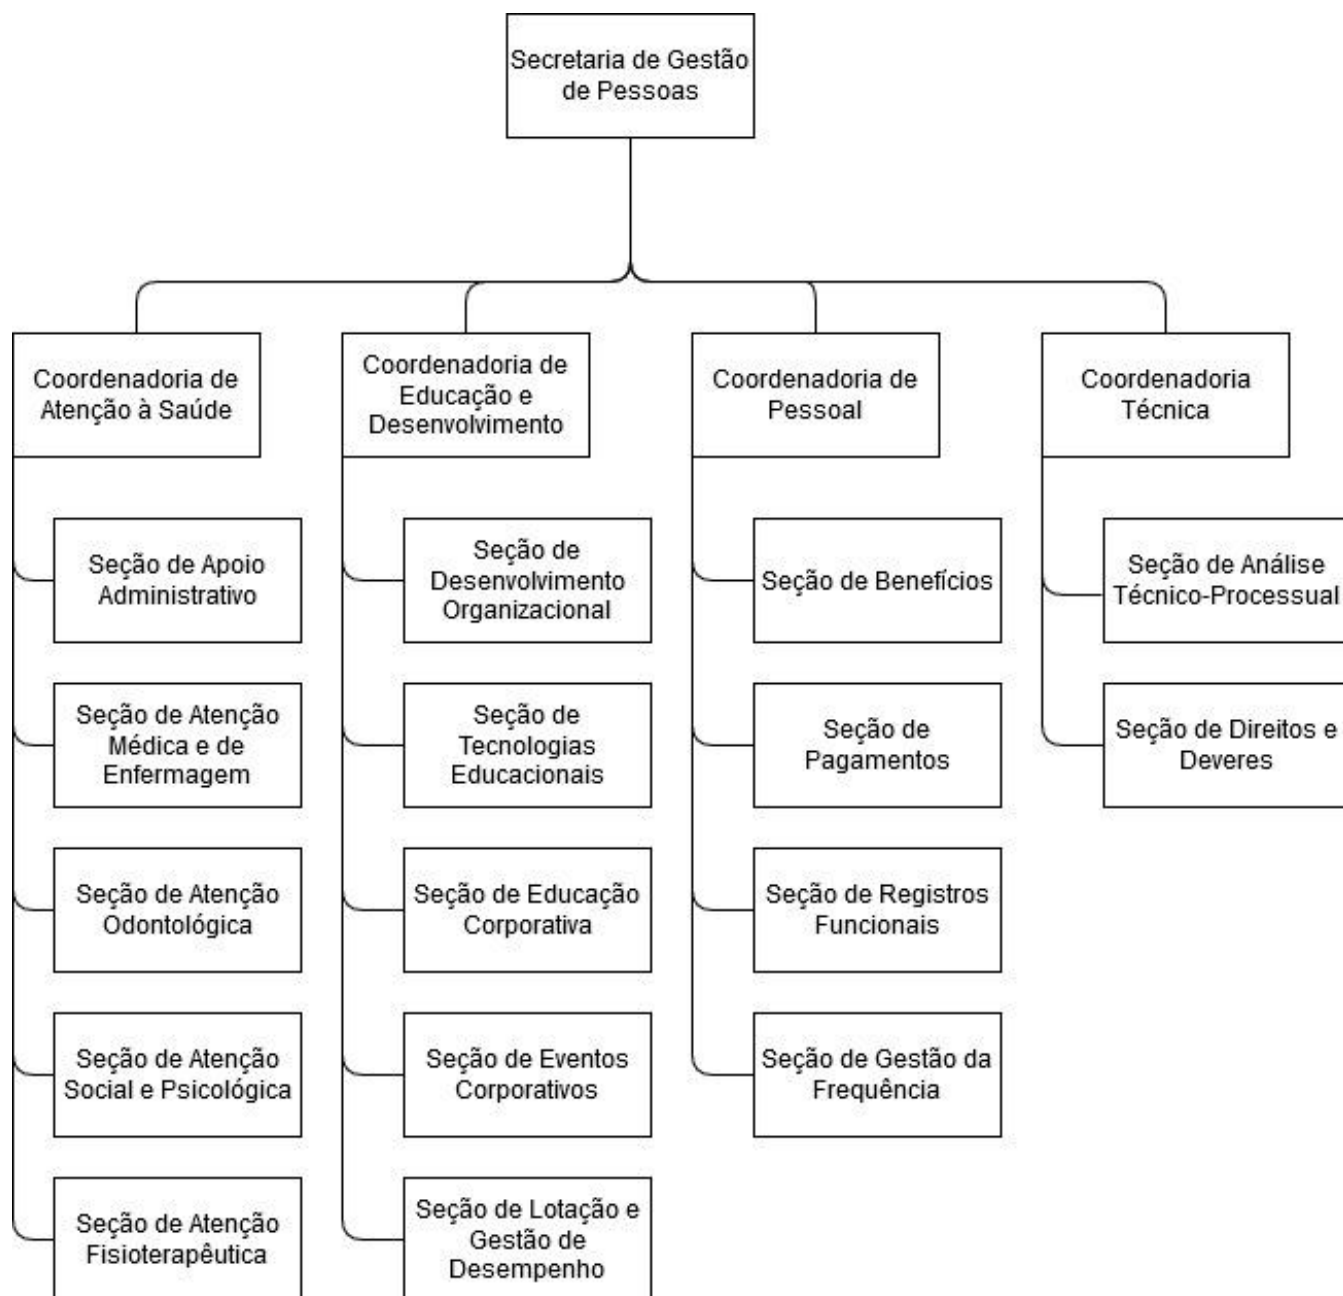 Secretaria de Gestão
de Pessoas
Coordenadoria de
Atenção à Saúde
Coordenadoria de
Educação e
Desenvolvimento
Coordenadoria de
Pessoal
Coordenadoria
Técnica
Seção de Apoio
Administrativo
Seção de Atenção
Médica e de
Enfermagem
Seção de Atenção
Odontológica
Seção de Atenção
Social e Psicológica
Seção de Atenção
Fisioterapêutica
Seção de
Desenvolvimento
Organizacional
Seção de
Tecnologias
Educacionais
Seção de Educação
Corporativa
Seção de Eventos
Corporativos
Seção de Lotação e
Gestão de
Desempenho
Seção de Benefícios
Seção de
Pagamentos
Seção de Registros
Funcionais
Seção de Gestão da
Frequência
Seção de Análise
Técnico-Processual
Seção de Direitos e
Deveres